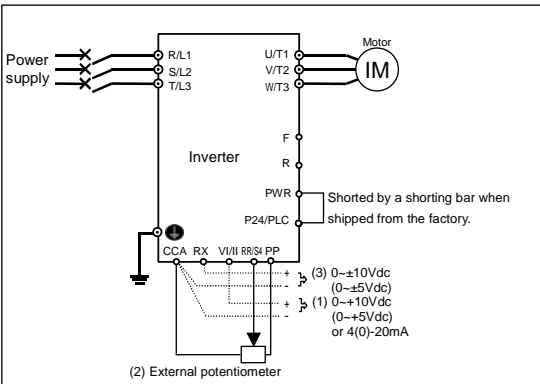 Power supply
R/L1
S/L2
T/L3
U/T1
V/T2
W/T3
Motor
IM
F
R
Inverter
PWR
P24/PLC
Shorted by a shorting bar when
shipped from the factory.
CCA RX VI/II RR/S4 PP
+ (3) 0~±10Vdc
- (0~±5Vdc)
+ (1) 0~+10Vdc
- (0~+5Vdc)
or 4(0)-20mA
(2) External potentiometer